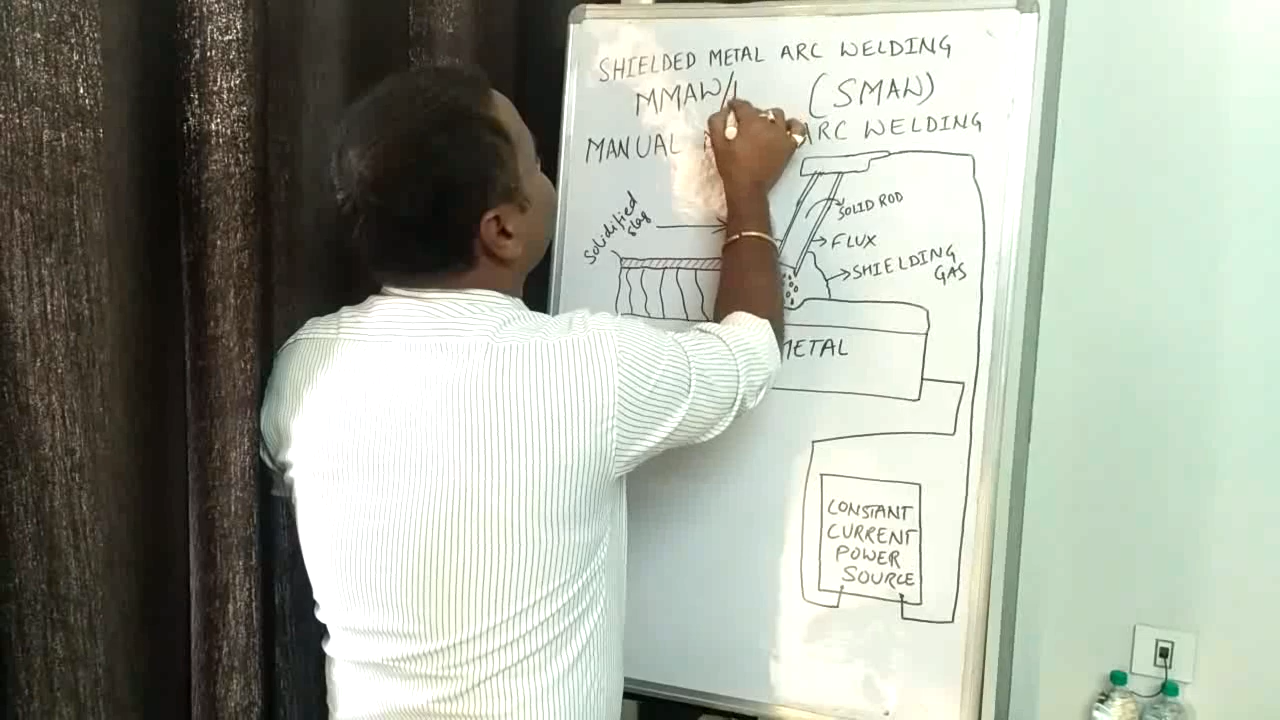 SHIELDED METAL ARC WELDING
MMAW/
(SMAW)
MANUAL ARC WELDING
Solidified
slag
SOLID ROD
FLUX
SHIELDING
GAS
METAL
CONSTANT
CURRENT
POWER
SOURCE